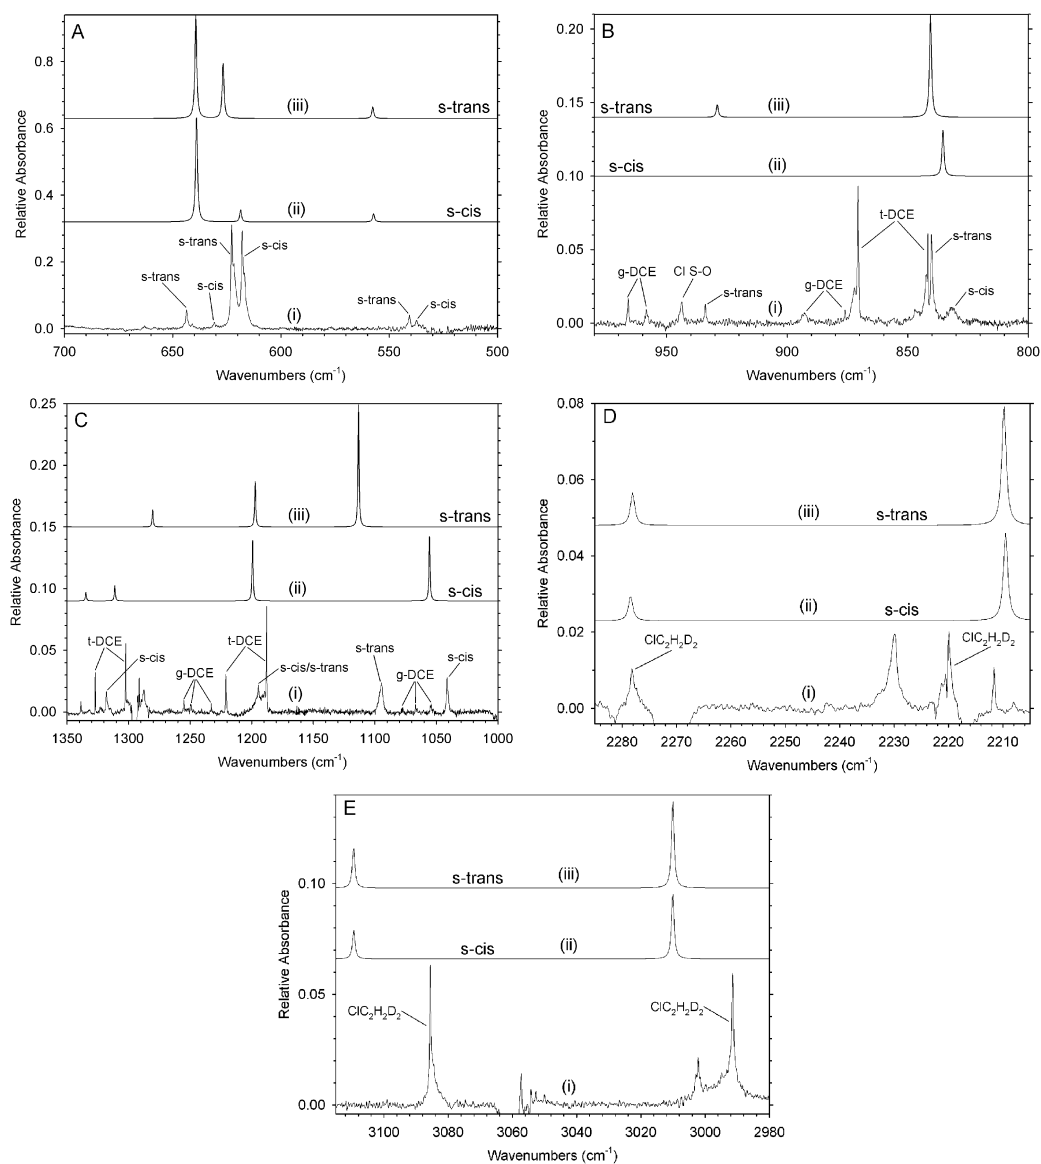 A
Relative Absorbance
0.8
0.6
0.4
0.2
0.0
(iii)
s-trans
(ii)
s-cis
s-trans
s-cis
s-trans
s-cis
s-trans
s-cis
(i)
700
640
600
540
500
Wavenumbers (cm⁻¹)
B
Relative Absorbance
0.20
0.15
0.10
0.05
0.00
s-trans
(iii)
s-cis
(ii)
t-DCE
s-trans
g-DCE
Cl S-O
s-trans
g-DCE
s-cis
(i)
950
900
850
800
Wavenumbers (cm⁻¹)
C
Relative Absorbance
0.25
0.20
0.15
0.10
0.05
0.00
(iii)
s-trans
(ii)
s-cis
t-DCE
s-cis
t-DCE
s-cis/s-trans
s-trans
s-cis
g-DCE
g-DCE
(i)
1350
1300
1250
1200
1150
1100
1050
1000
Wavenumbers (cm⁻¹)
D
Relative Absorbance
0.08
0.06
0.04
0.02
0.00
(iii)
s-trans
(ii)
s-cis
ClC₂H₂D₂
ClC₂H₂D₂
(i)
2280
2270
2260
2250
2240
2230
2220
2210
Wavenumbers (cm⁻¹)
E
Relative Absorbance
0.10
0.05
0.00
s-trans
(iii)
s-cis
(ii)
ClC₂H₂D₂
ClC₂H₂D₂
(i)
3100
3080
3060
3040
3020
3000
2980
Wavenumbers (cm⁻¹)